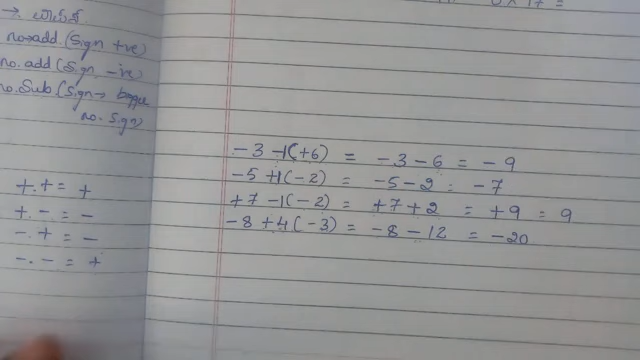 no add (Sign +ve)
no. add (Sign -ve)
no. Sub. (Sign →
no. Sign)
+ . + = +
+ . - = -
- . + = -
- . - = +
-3 -1(+6) = -3 - 6 = -9
-5 +1(-2) = -5 - 2 = -7
+7 -1(-2) = +7 + 2 = +9 = 9
-8 + 4(-3) = -8 - 12 = -20